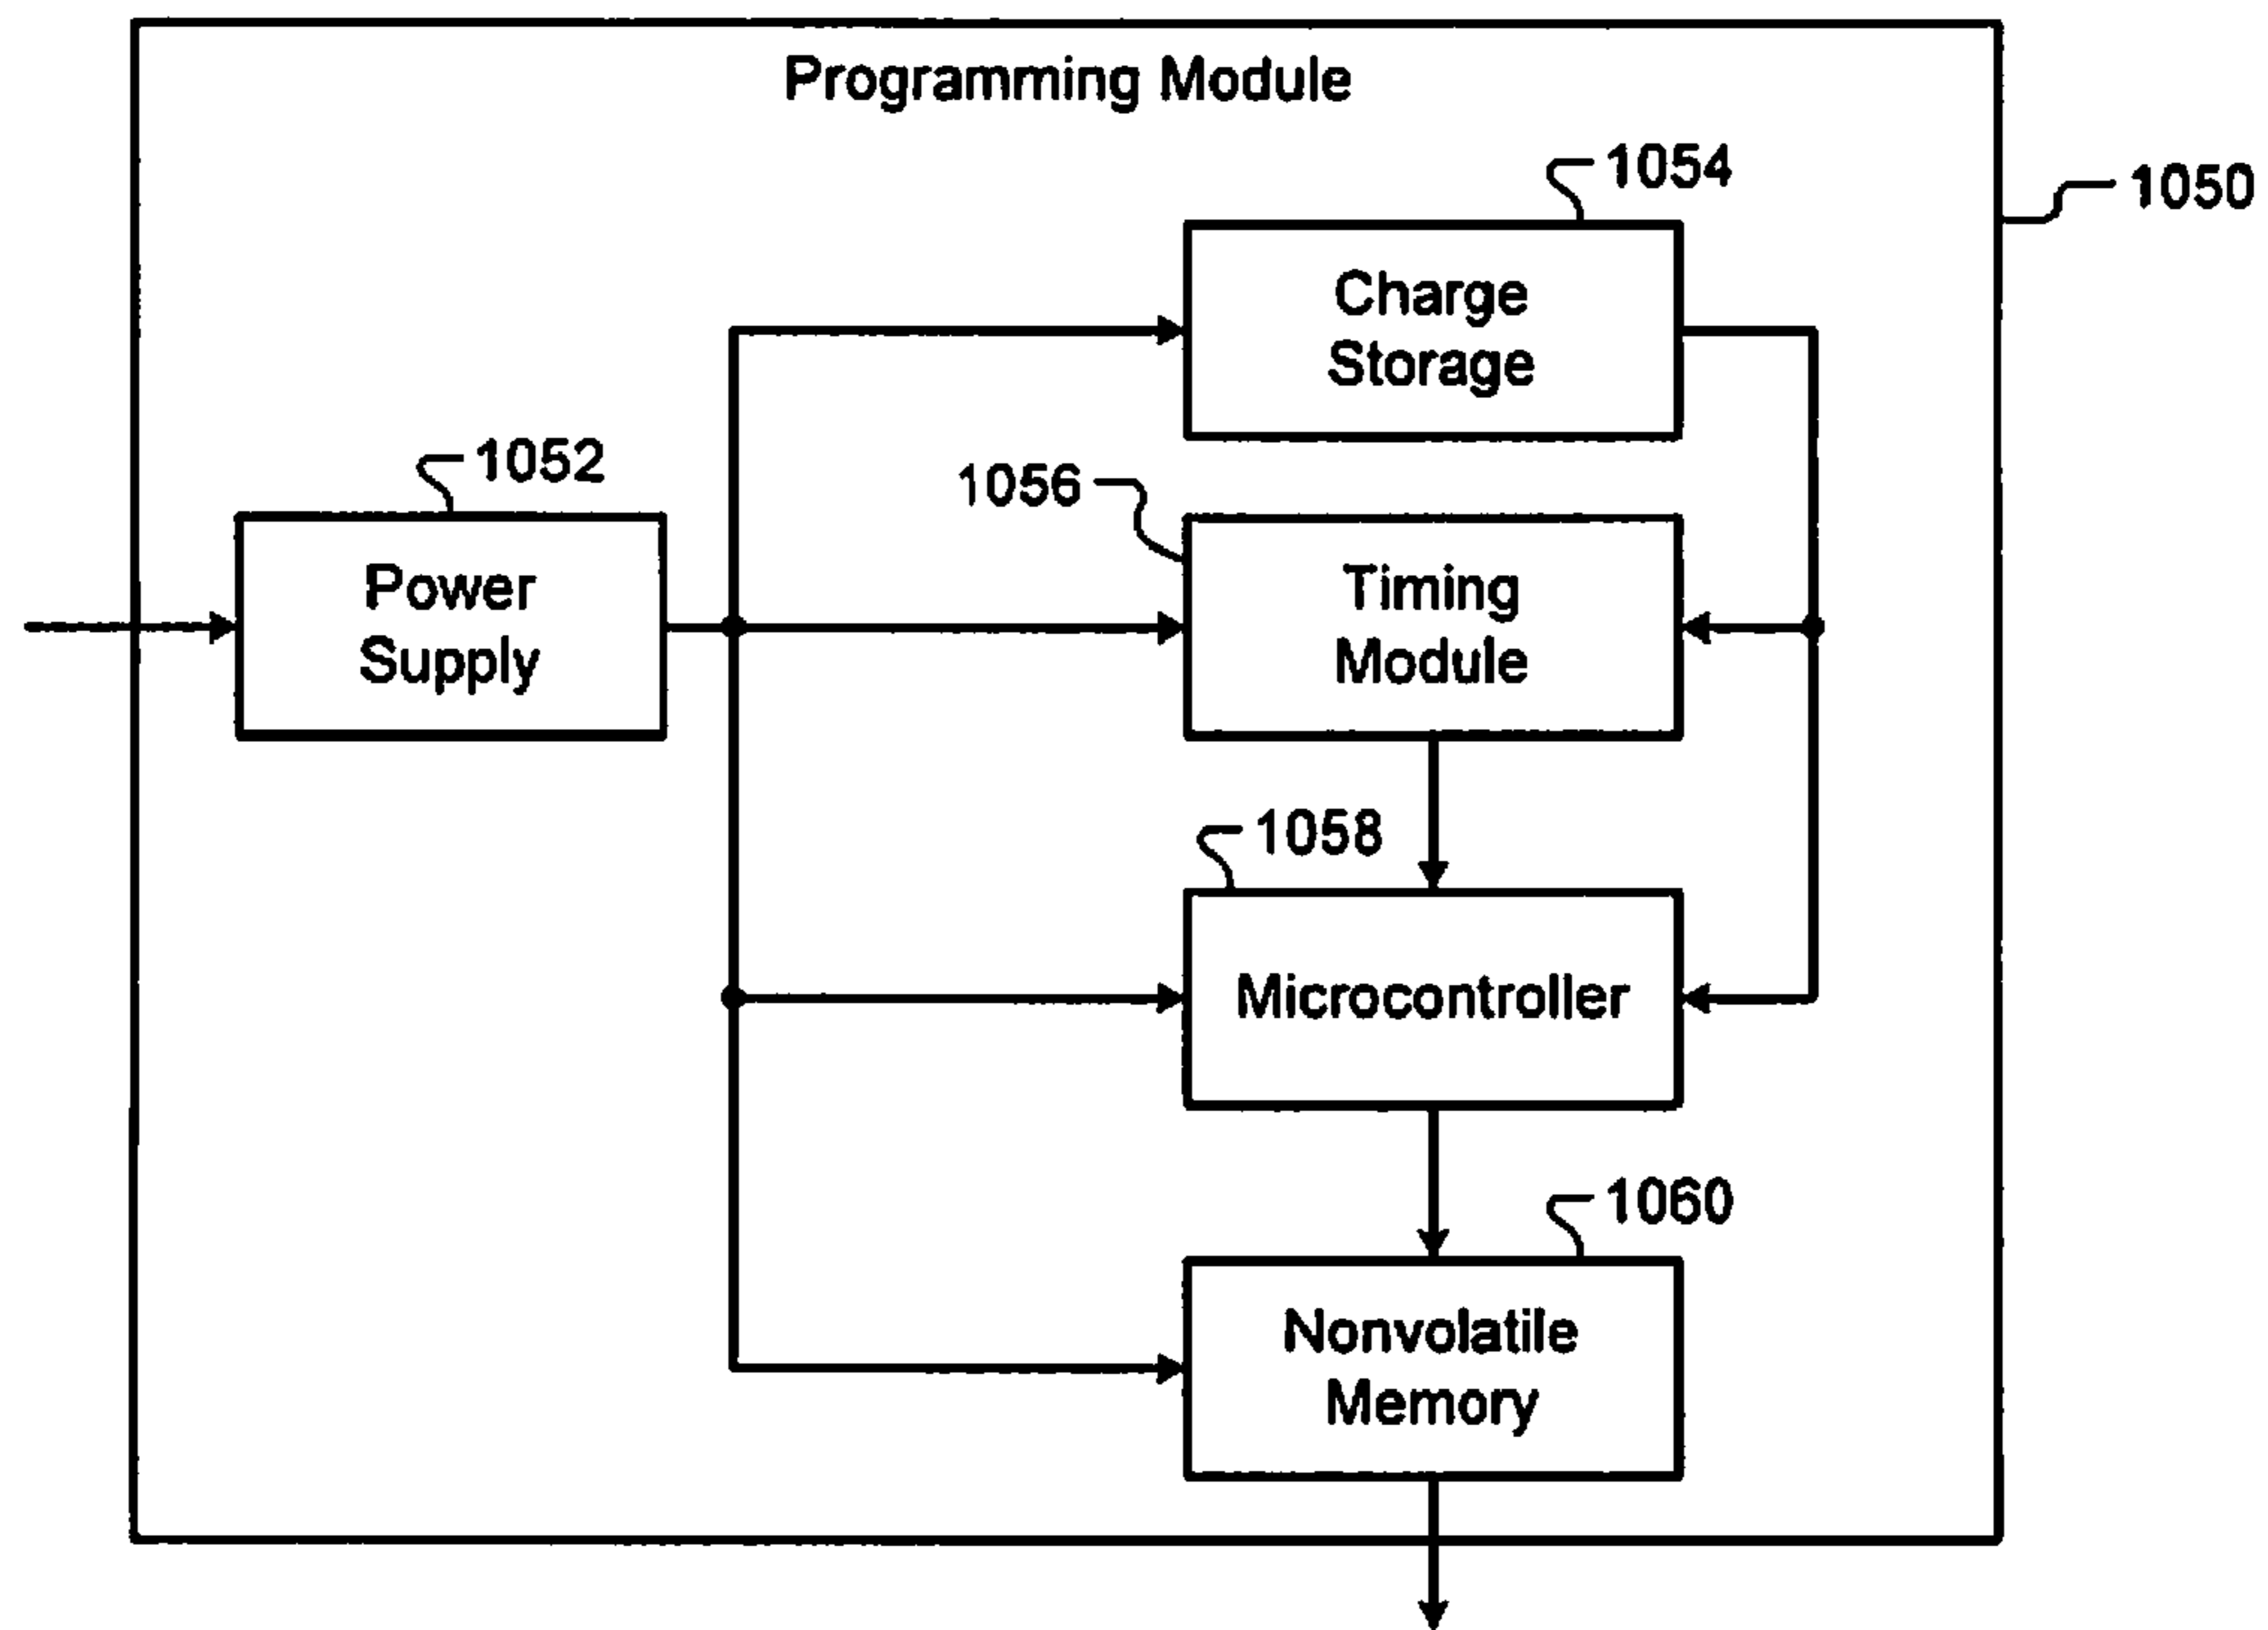 Programming Module
1054
1050
Charge
Storage
1052
1056
Power
Supply
Timing
Module
1058
Microcontroller
1060
Nonvolatile
Memory